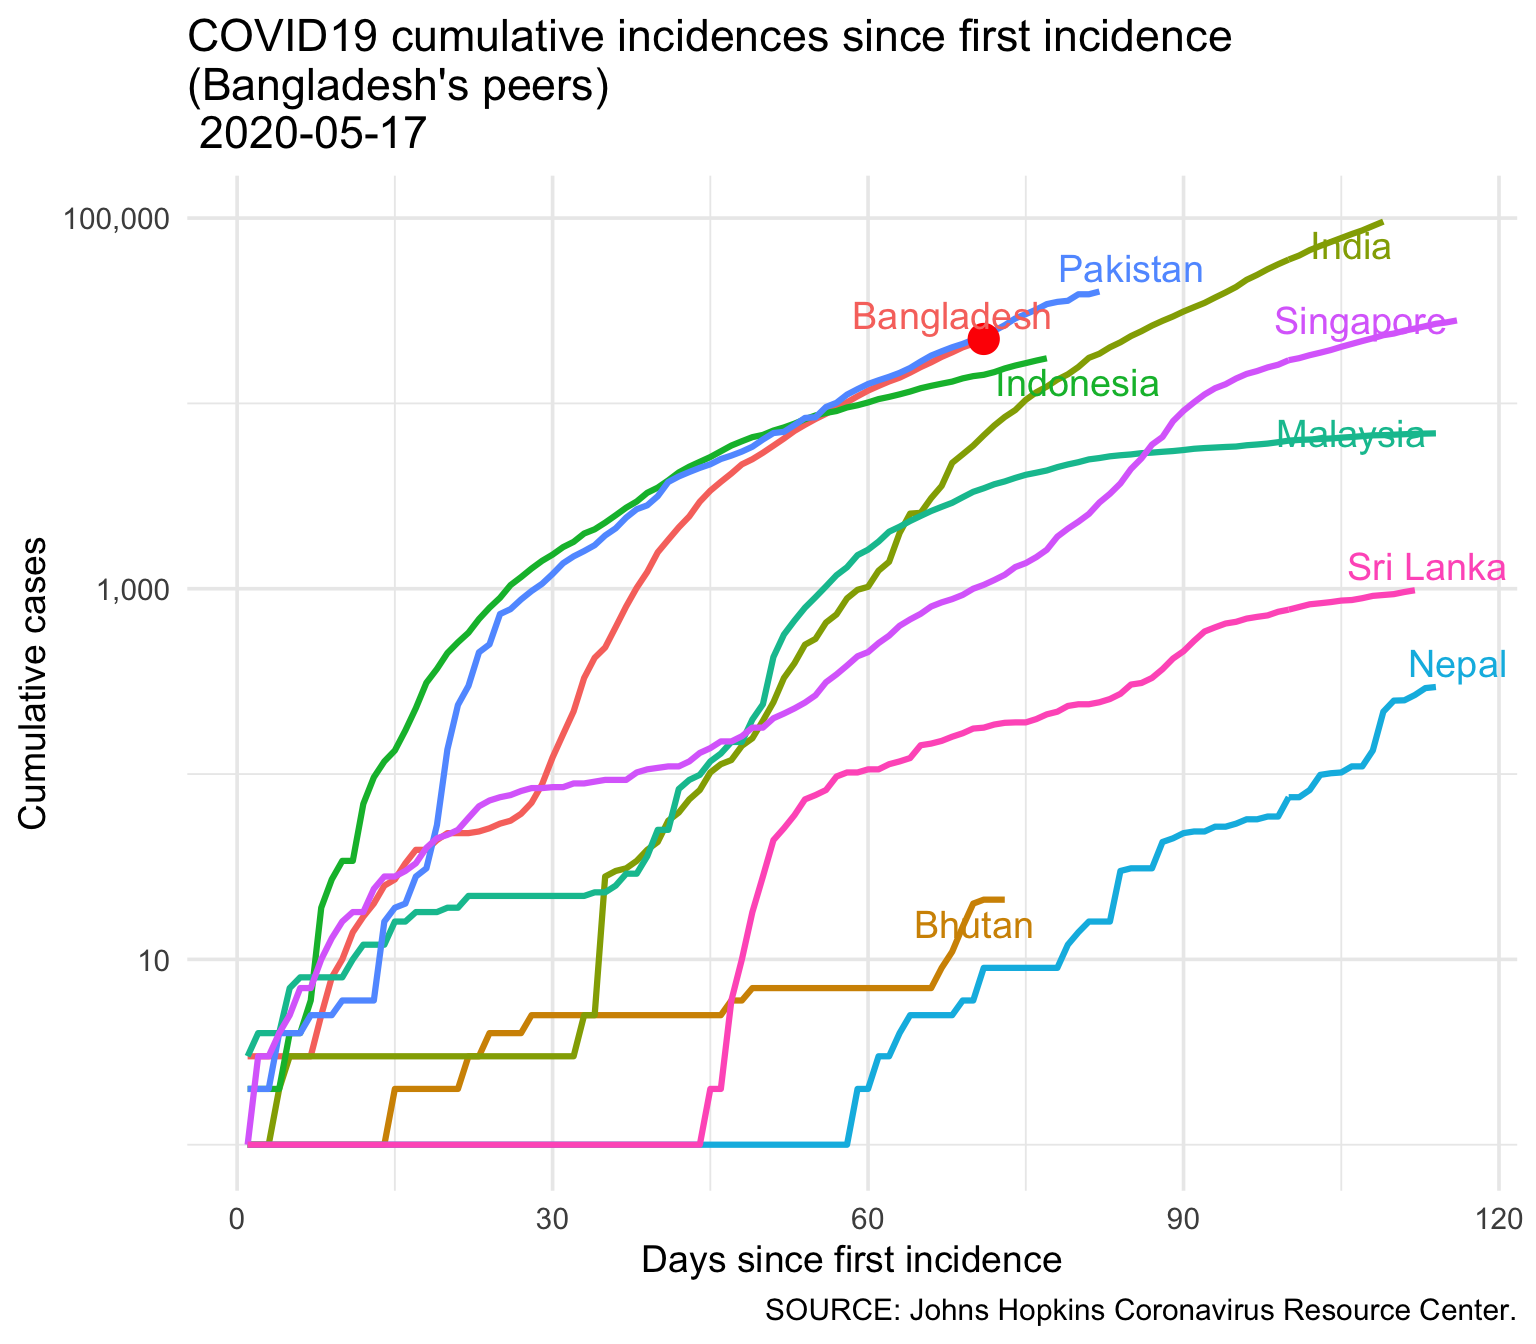 COVID19 cumulative incidences since first incidence
(Bangladesh's peers)
2020-05-17
100,000
1,000
10
Cumulative cases
India
Pakistan
Bangladesh
Singapore
Indonesia
Malaysia
Sri Lanka
Nepal
Bhutan
0 30 60 90 120
Days since first incidence
SOURCE: Johns Hopkins Coronavirus Resource Center.